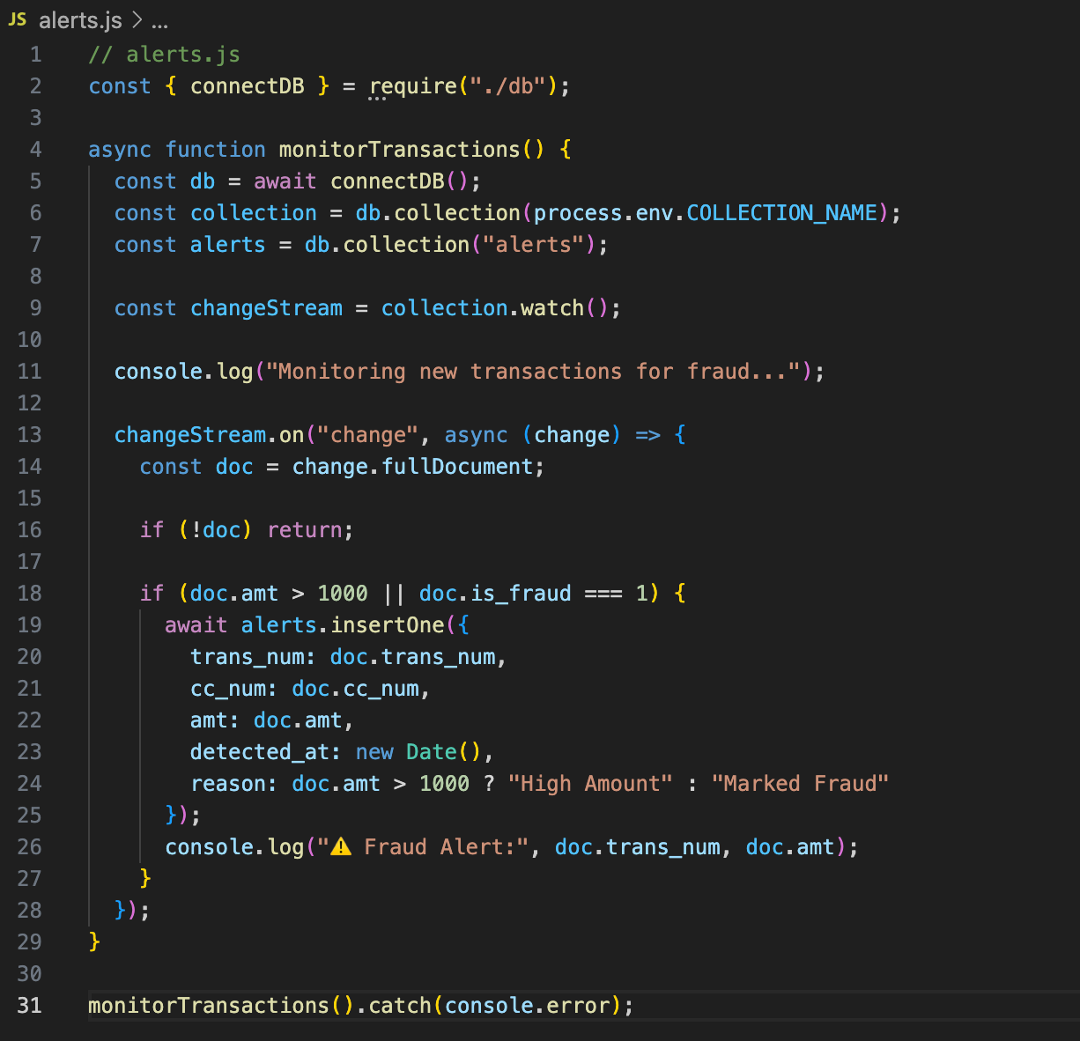 JS alerts.js > ...
1 // alerts.js
2 const { connectDB } = require("./db");
3
4 async function monitorTransactions() {
5   const db = await connectDB();
6   const collection = db.collection(process.env.COLLECTION_NAME);
7   const alerts = db.collection("alerts");
8
9   const changeStream = collection.watch();
10
11   console.log("Monitoring new transactions for fraud...");
12
13   changeStream.on("change", async (change) => {
14     const doc = change.fullDocument;
15
16     if (!doc) return;
17
18     if (doc.amt > 1000 || doc.is_fraud === 1) {
19       await alerts.insertOne({
20         trans_num: doc.trans_num,
21         cc_num: doc.cc_num,
22         amt: doc.amt,
23         detected_at: new Date(),
24         reason: doc.amt > 1000 ? "High Amount" : "Marked Fraud"
25       });
26       console.log("⚠️ Fraud Alert:", doc.trans_num, doc.amt);
27     }
28   });
29 }
30
31 monitorTransactions().catch(console.error);